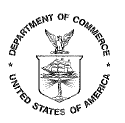 DEPARTMENT OF COMMERCE
UNITED STATES OF AMERICA